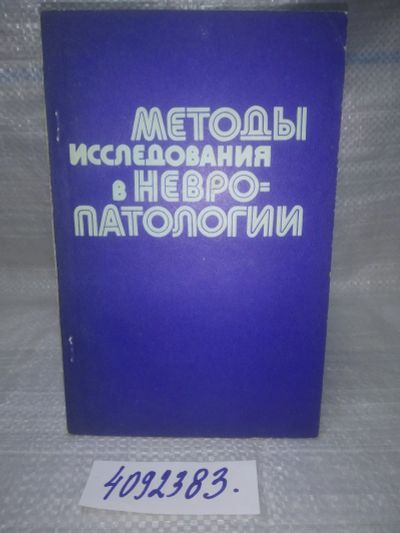 МЕТОДЫ
ИССЛЕДОВАНИЯ
В НЕВРО-
ПАТОЛОГИИ
4092383.